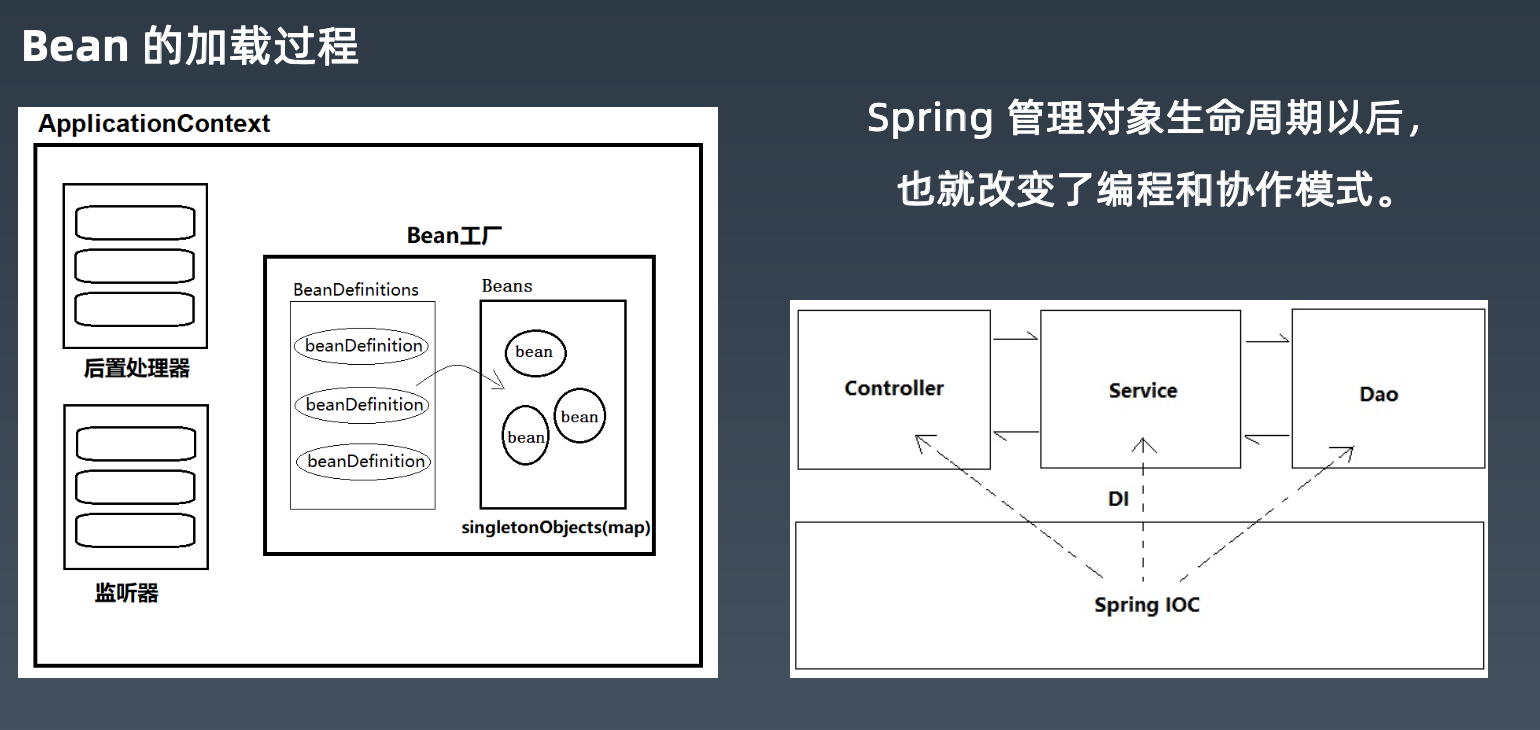 Bean 的加载过程
ApplicationContext
后置处理器
监听器
Bean工厂
BeanDefinitions
beanDefinition
beanDefinition
beanDefinition
Beans
bean
bean
bean
singletonObjects(map)
Spring 管理对象生命周期以后，
也就改变了编程和协作模式。
Controller
Service
Dao
DI
Spring IOC